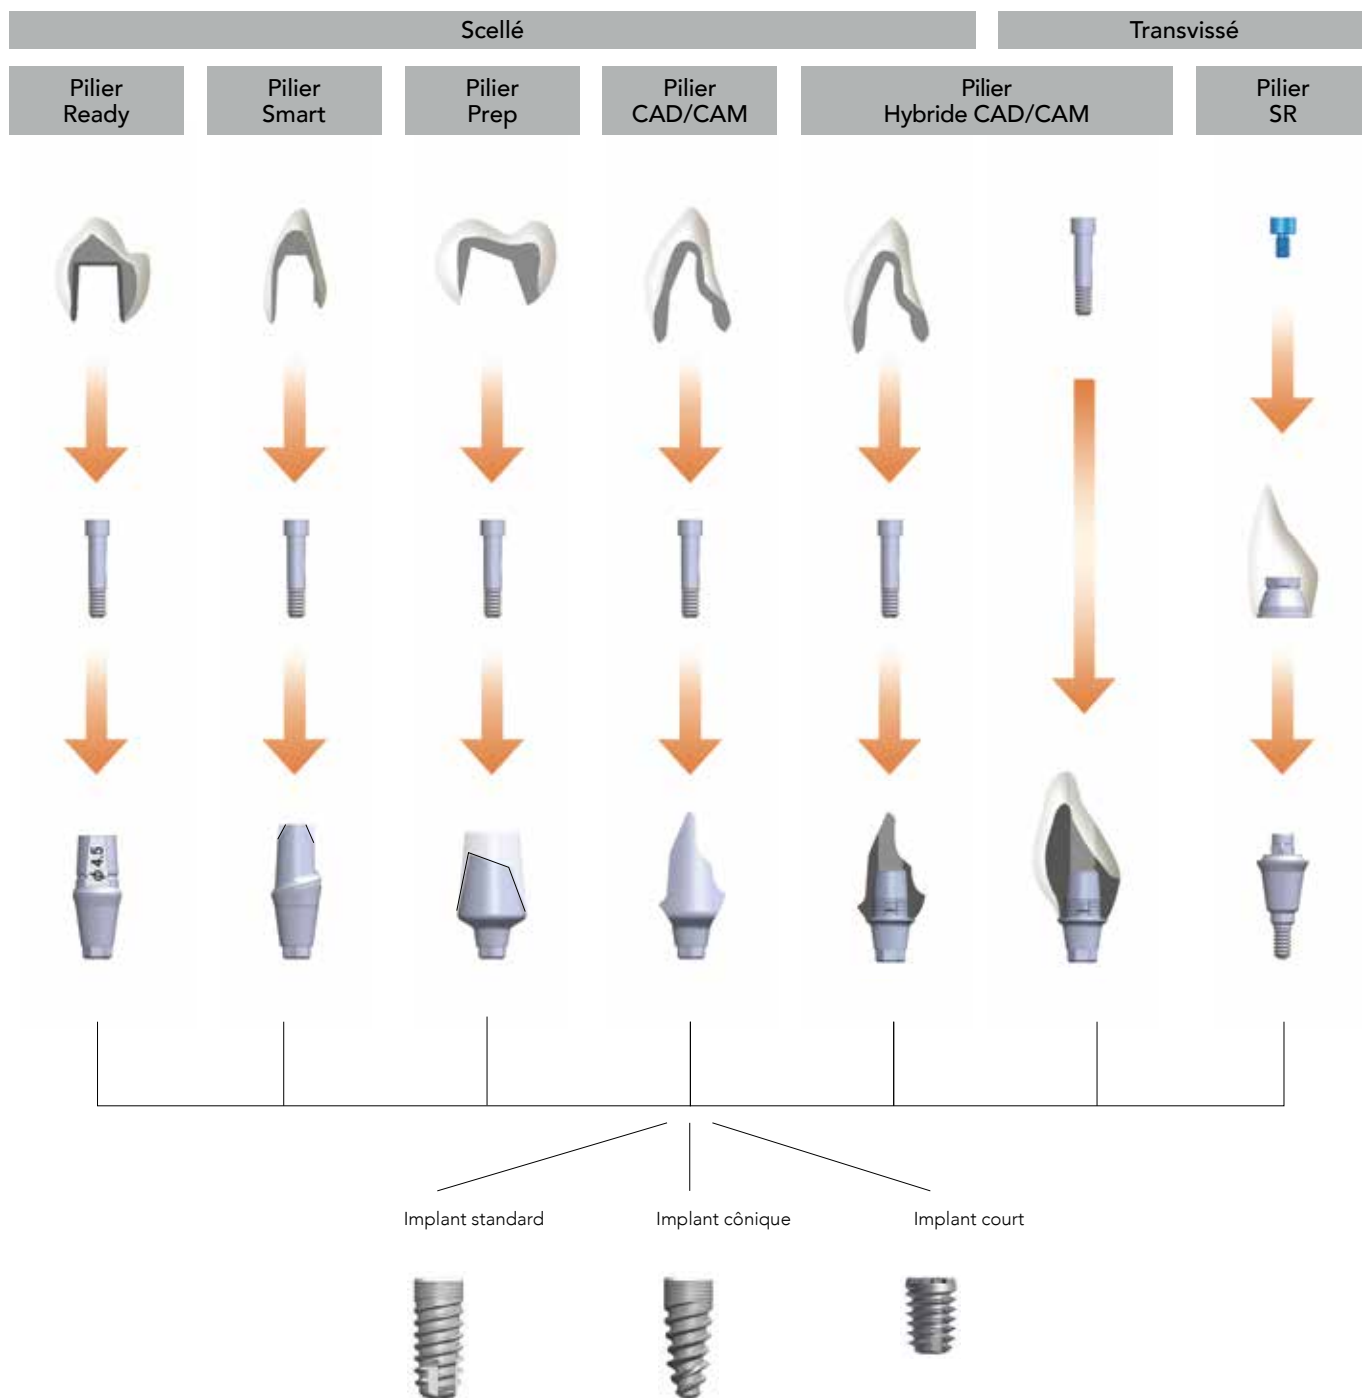 Scellé
Transvissé
Pilier
Ready
Pilier
Smart
Pilier
Prep
Pilier
CAD/CAM
Pilier
Hybride CAD/CAM
Pilier
SR
ϕ 4.5
Implant standard
Implant cônique
Implant court